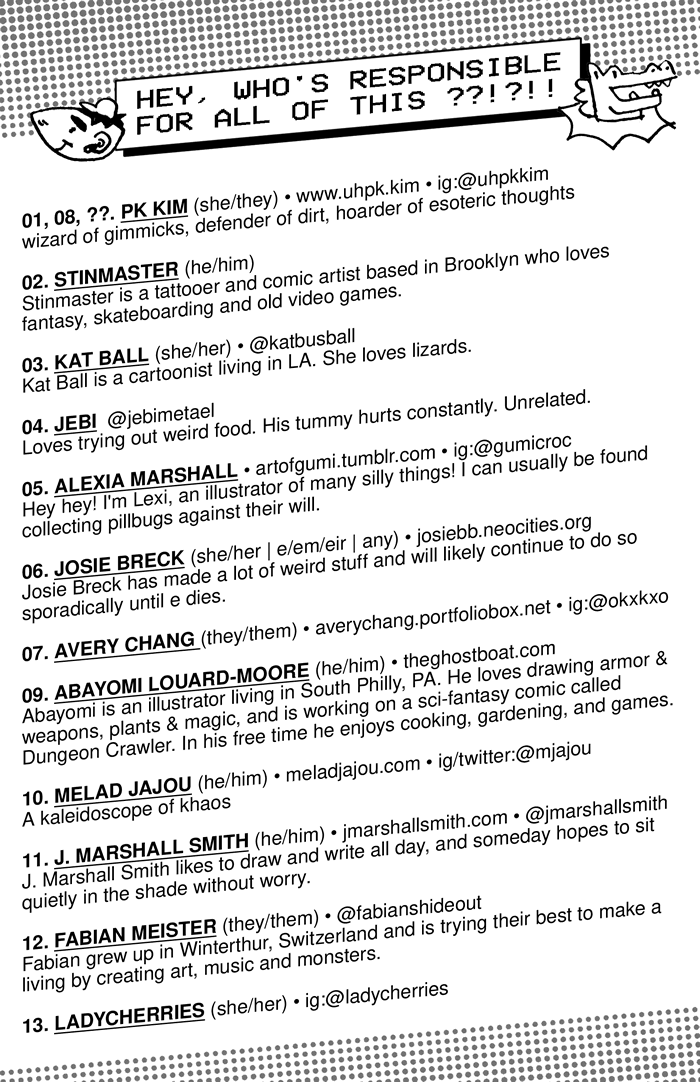 HEY, WHO'S RESPONSIBLE
FOR ALL OF THIS ??!?!!
01, 08, ??. PK KIM (she/they) • www.uhpk.kim • ig:@uhpkkim
wizard of gimmicks, defender of dirt, hoarder of esoteric thoughts
02. STINMASTER (he/him)
Stinmaster is a tattooer and comic artist based in Brooklyn who loves
fantasy, skateboarding and old video games.
03. KAT BALL (she/her) • @katbusball
Kat Ball is a cartoonist living in LA. She loves lizards.
04. JEBI @jebimetael
Loves trying out weird food. His tummy hurts constantly. Unrelated.
05. ALEXIA MARSHALL • artofgumi.tumblr.com • ig:@gumicroc
Hey hey! I'm Lexi, an illustrator of many silly things! I can usually be found
collecting pillbugs against their will.
06. JOSIE BRECK (she/her | e/em/eir | any) • josiebb.neocities.org
Josie Breck has made a lot of weird stuff and will likely continue to do so
sporadically until e dies.
07. AVERY CHANG (they/them) • averychang.portfoliobox.net • ig:@okxkxo
09. ABAYOMI LOUARD-MOORE (he/him) • theghostboat.com
Abayomi is an illustrator living in South Philly, PA. He loves drawing armor &
weapons, plants & magic, and is working on a sci-fantasy comic called
Dungeon Crawler. In his free time he enjoys cooking, gardening, and games.
10. MELAD JAJOU (he/him) • meladjajou.com • ig/twitter:@mjajou
A kaleidoscope of khaos
11. J. MARSHALL SMITH (he/him) • jmarshallsmith.com • @jmarshallsmith
J. Marshall Smith likes to draw and write all day, and someday hopes to sit
quietly in the shade without worry.
12. FABIAN MEISTER (they/them) • @fabianshideout
Fabian grew up in Winterthur, Switzerland and is trying their best to make a
living by creating art, music and monsters.
13. LADYCHERRIES (she/her) • ig:@ladycherries